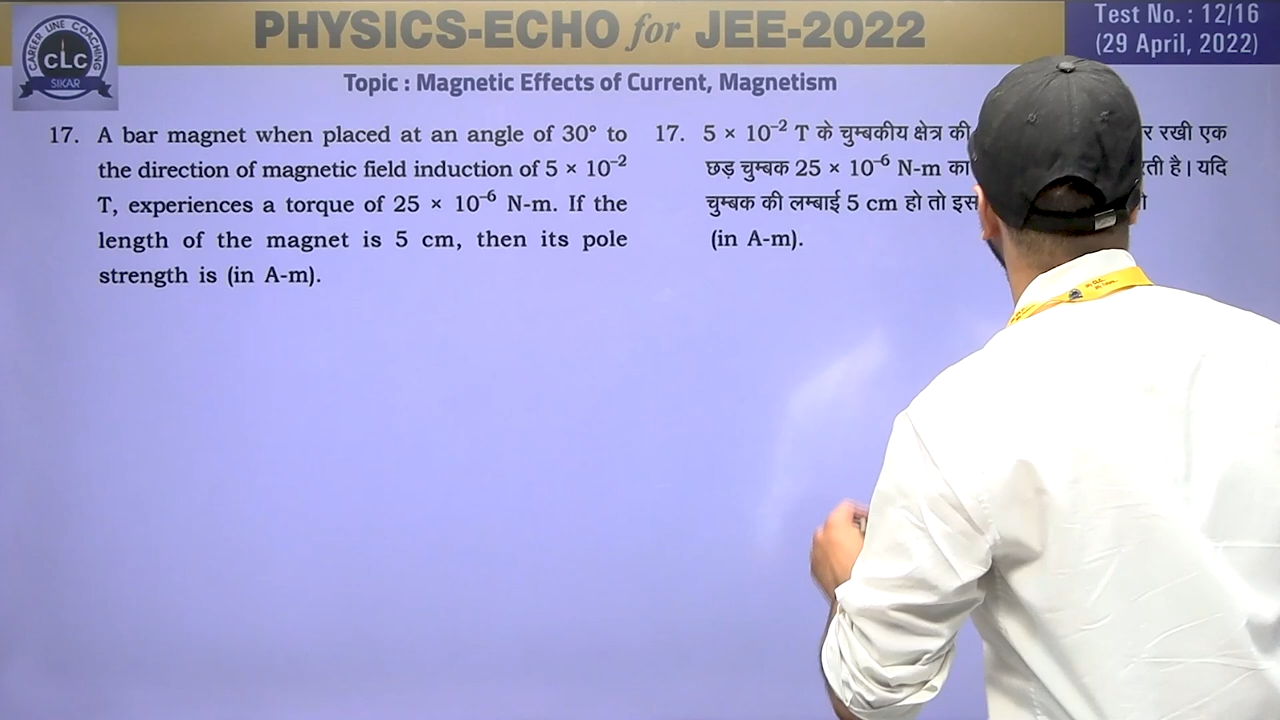 PHYSICS-ECHO for JEE-2022
Test No. : 12/16
(29 April, 2022)
CAREER LINE COACHING
CLC
SIKAR
Topic : Magnetic Effects of Current, Magnetism
17. A bar magnet when placed at an angle of 30° to
the direction of magnetic field induction of 5 × 10⁻²
T, experiences a torque of 25 × 10⁻⁶ N-m. If the
length of the magnet is 5 cm, then its pole
strength is (in A-m).
17. 5 × 10⁻² T के चुम्बकीय क्षेत्र की रखी एक
छड़ चुम्बक 25 × 10⁻⁶ N-m का है। यदि
चुम्बक की लम्बाई 5 cm हो तो
(in A-m).